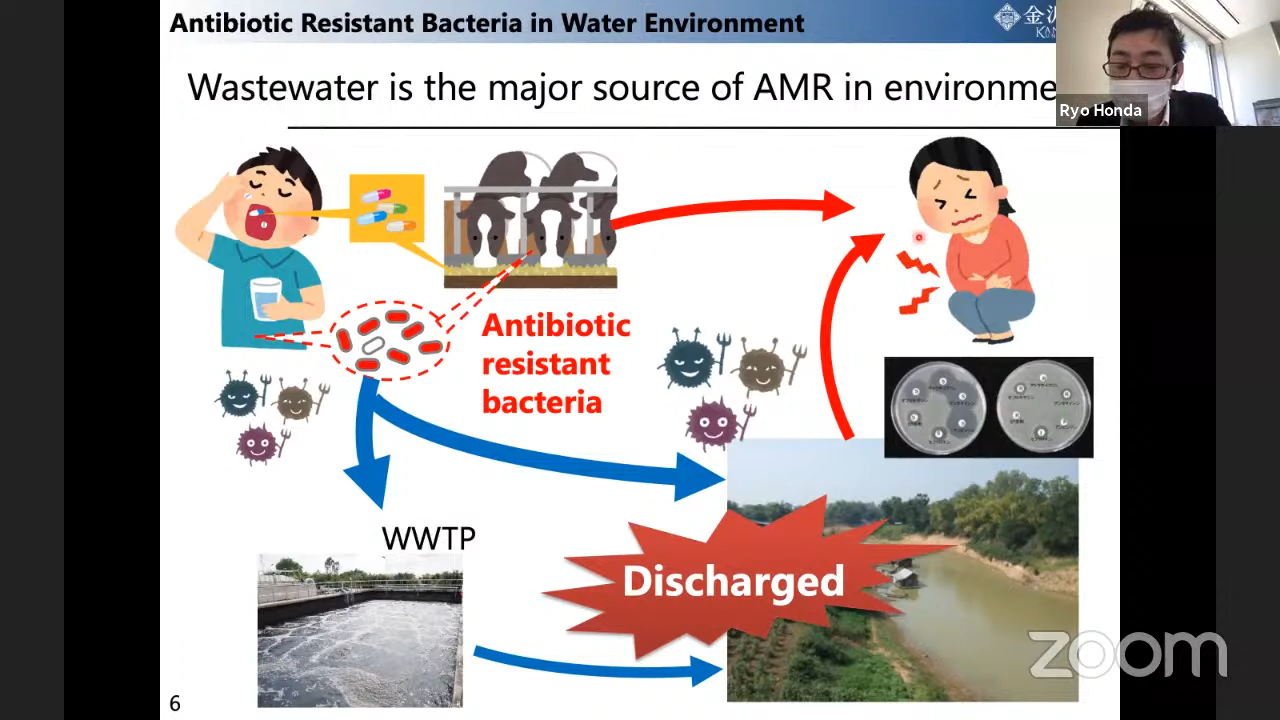 Antibiotic Resistant Bacteria in Water Environment
金沢
Wastewater is the major source of AMR in environme
Ryo Honda
Antibiotic
resistant
bacteria
WWTP
Discharged
zoom
6